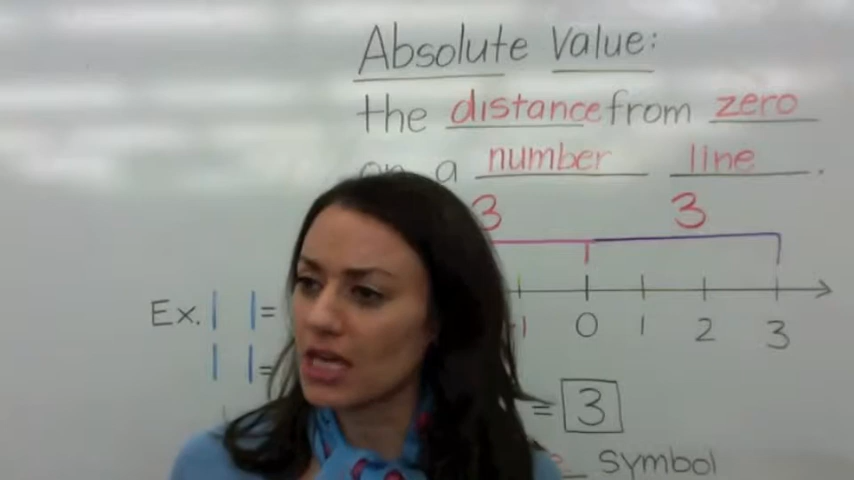 Absolute Value:
the distance from zero
on a number line.
3 3
Ex. | | =
| | =
-1 0 1 2 3
= 3
symbol